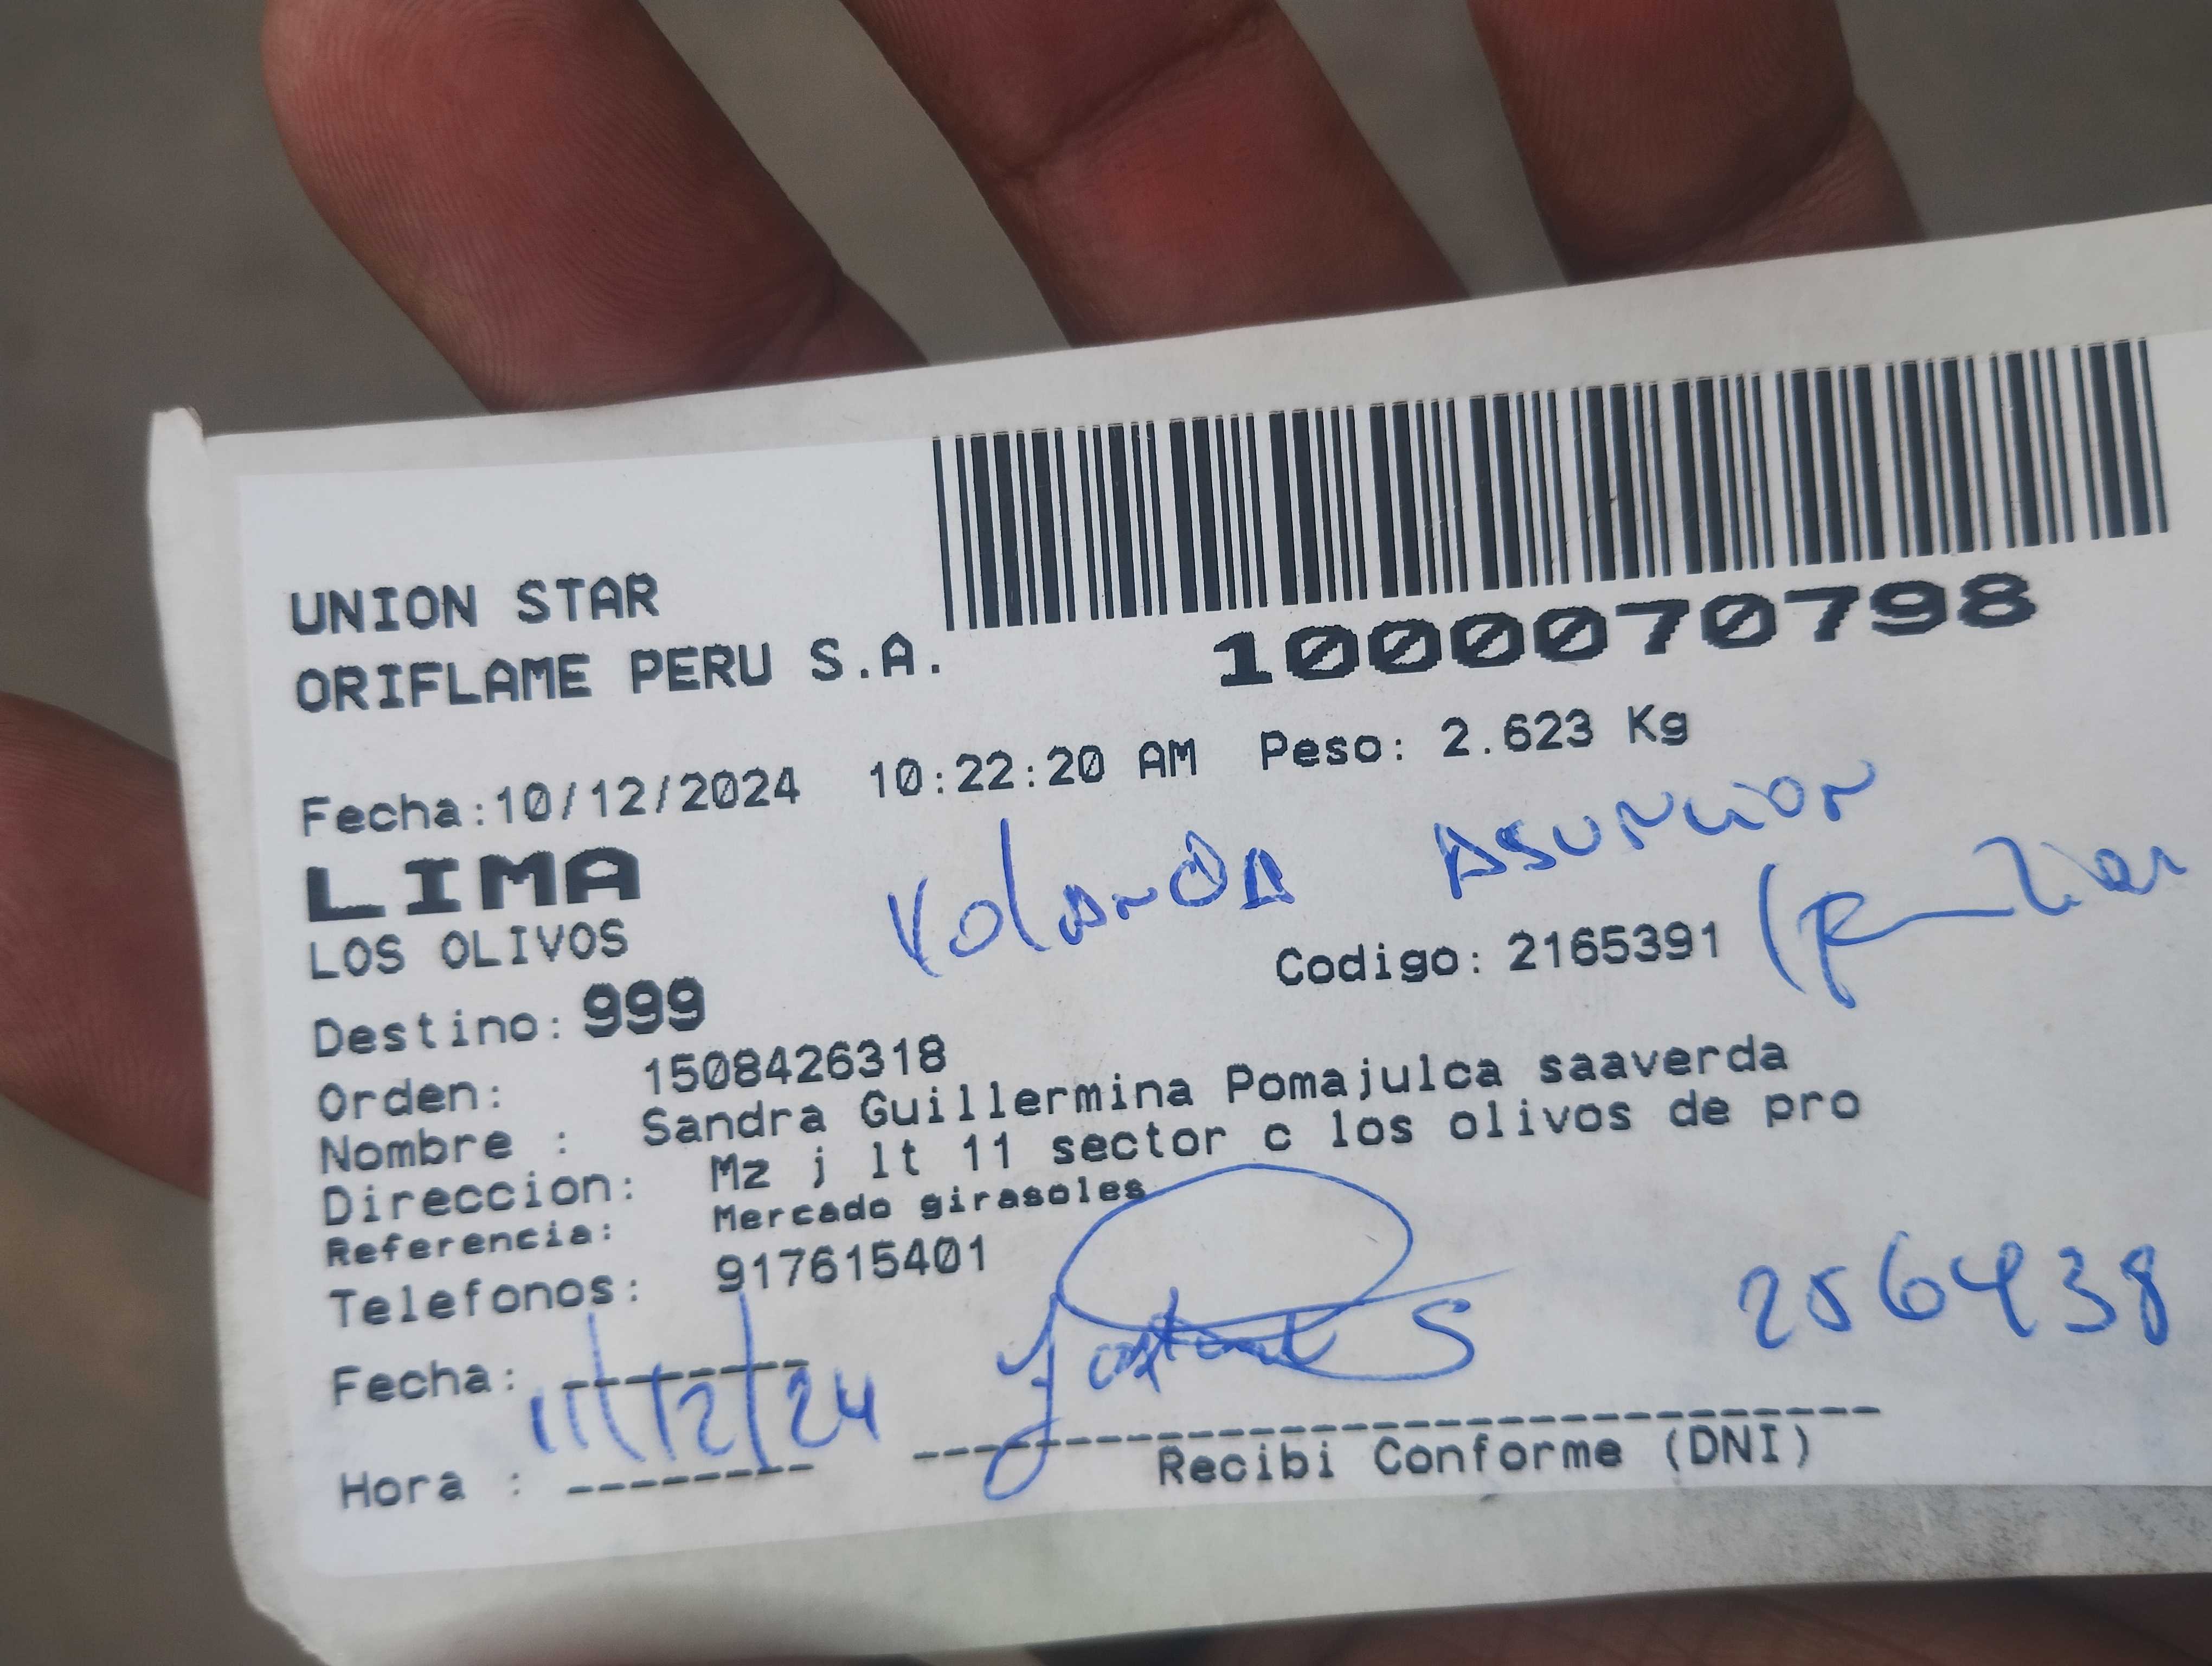 UNION STAR
ORIFLAME PERU S.A.
1000070798
Fecha:10/12/2024 10:22:20 AM Peso: 2.623 Kg
LIMA
YOLANDA ASUNCION
LOS OLIVOS
Codigo: 2165391
Destino: 999
Orden: 1508426318
Nombre : Sandra Guillermina Pomajulca saaverda
Direccion: Mz j lt 11 sector c los olivos de pro
Referencia: Mercado girasoles
Telefonos: 917615401
2564438
Fecha: 11/12/24
Hora :
Recibi Conforme (DNI)